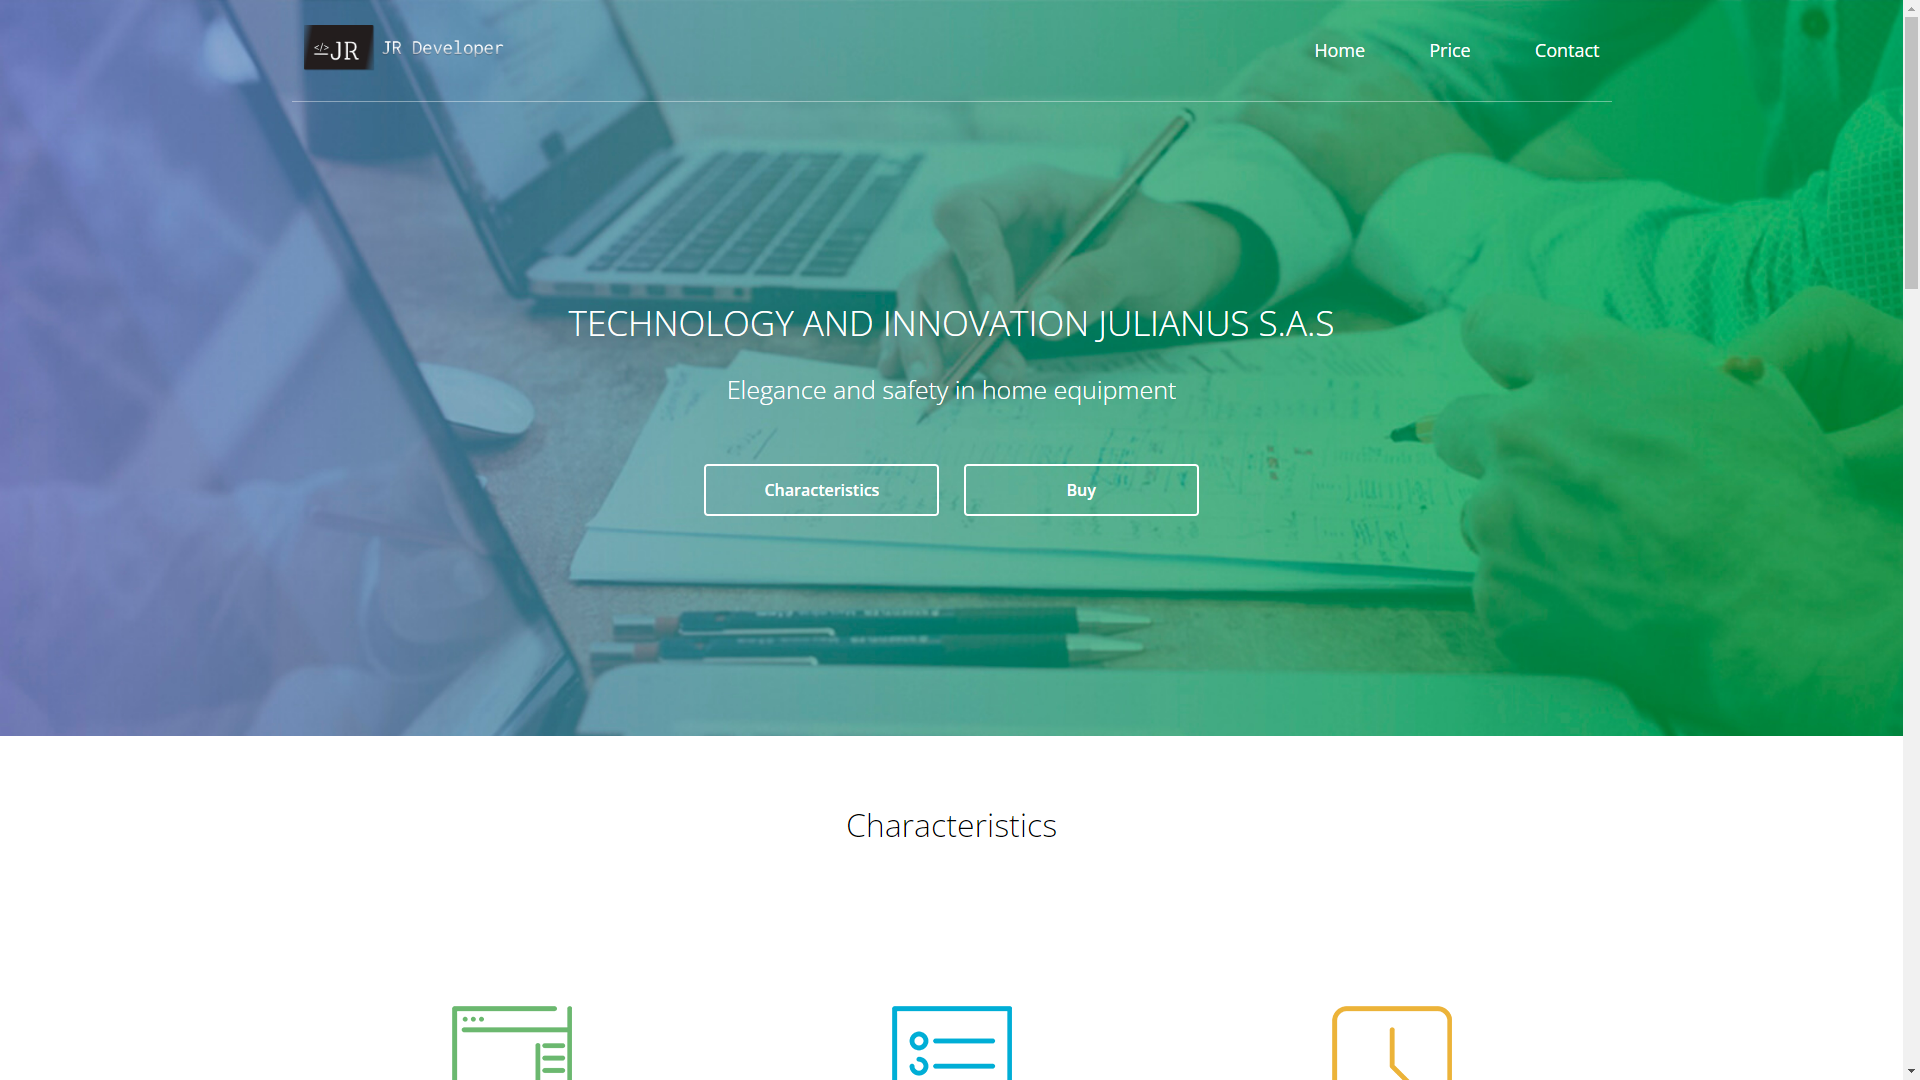 </>JR JR Developer
Home
Price
Contact
TECHNOLOGY AND INNOVATION JULIANUS S.A.S
Elegance and safety in home equipment
Characteristics
Buy
Characteristics